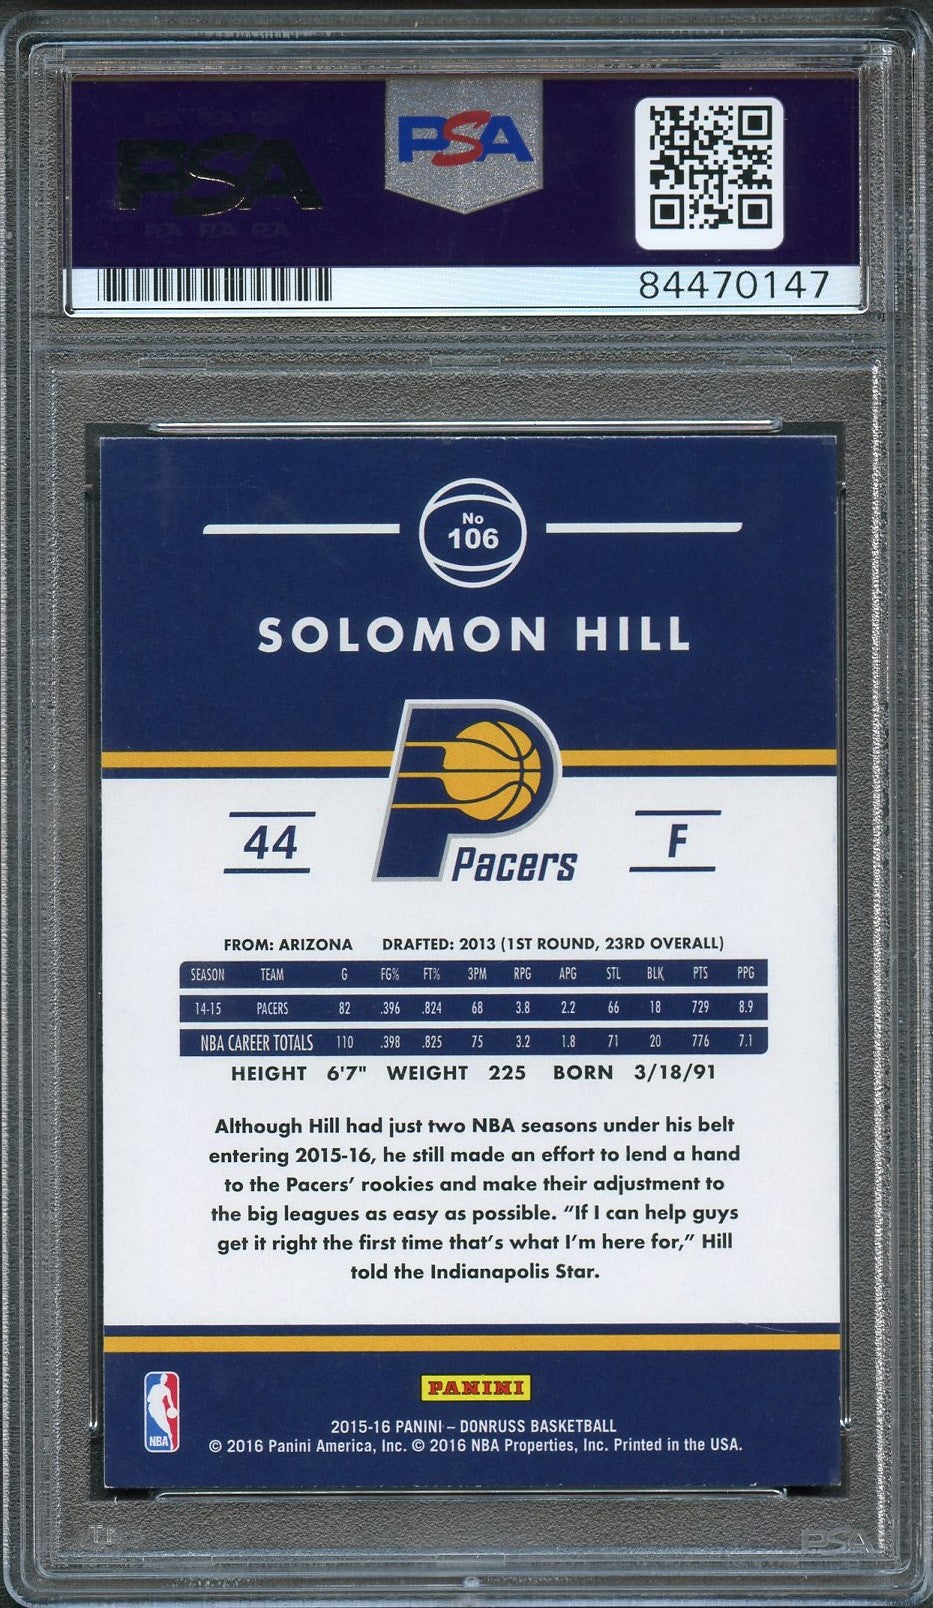 PSA
PSA
84470147
No
106
SOLOMON HILL
44
Pacers
F
FROM: ARIZONA DRAFTED: 2013 (1ST ROUND, 23RD OVERALL)
SEASON TEAM G FG% FT% 3PM RPG APG STL BLK PTS PPG
14-15 PACERS 82 .396 .824 68 3.8 2.2 66 18 729 8.9
NBA CAREER TOTALS 110 .398 .825 75 3.2 1.8 71 20 776 7.1
HEIGHT 6'7" WEIGHT 225 BORN 3/18/91
Although Hill had just two NBA seasons under his belt
entering 2015-16, he still made an effort to lend a hand
to the Pacers’ rookies and make their adjustment to
the big leagues as easy as possible. “If I can help guys
get it right the first time that’s what I’m here for,” Hill
told the Indianapolis Star.
NBA
PANINI
2015-16 PANINI – DONRUSS BASKETBALL
© 2016 Panini America, Inc. © 2016 NBA Properties, Inc. Printed in the USA.
PSA